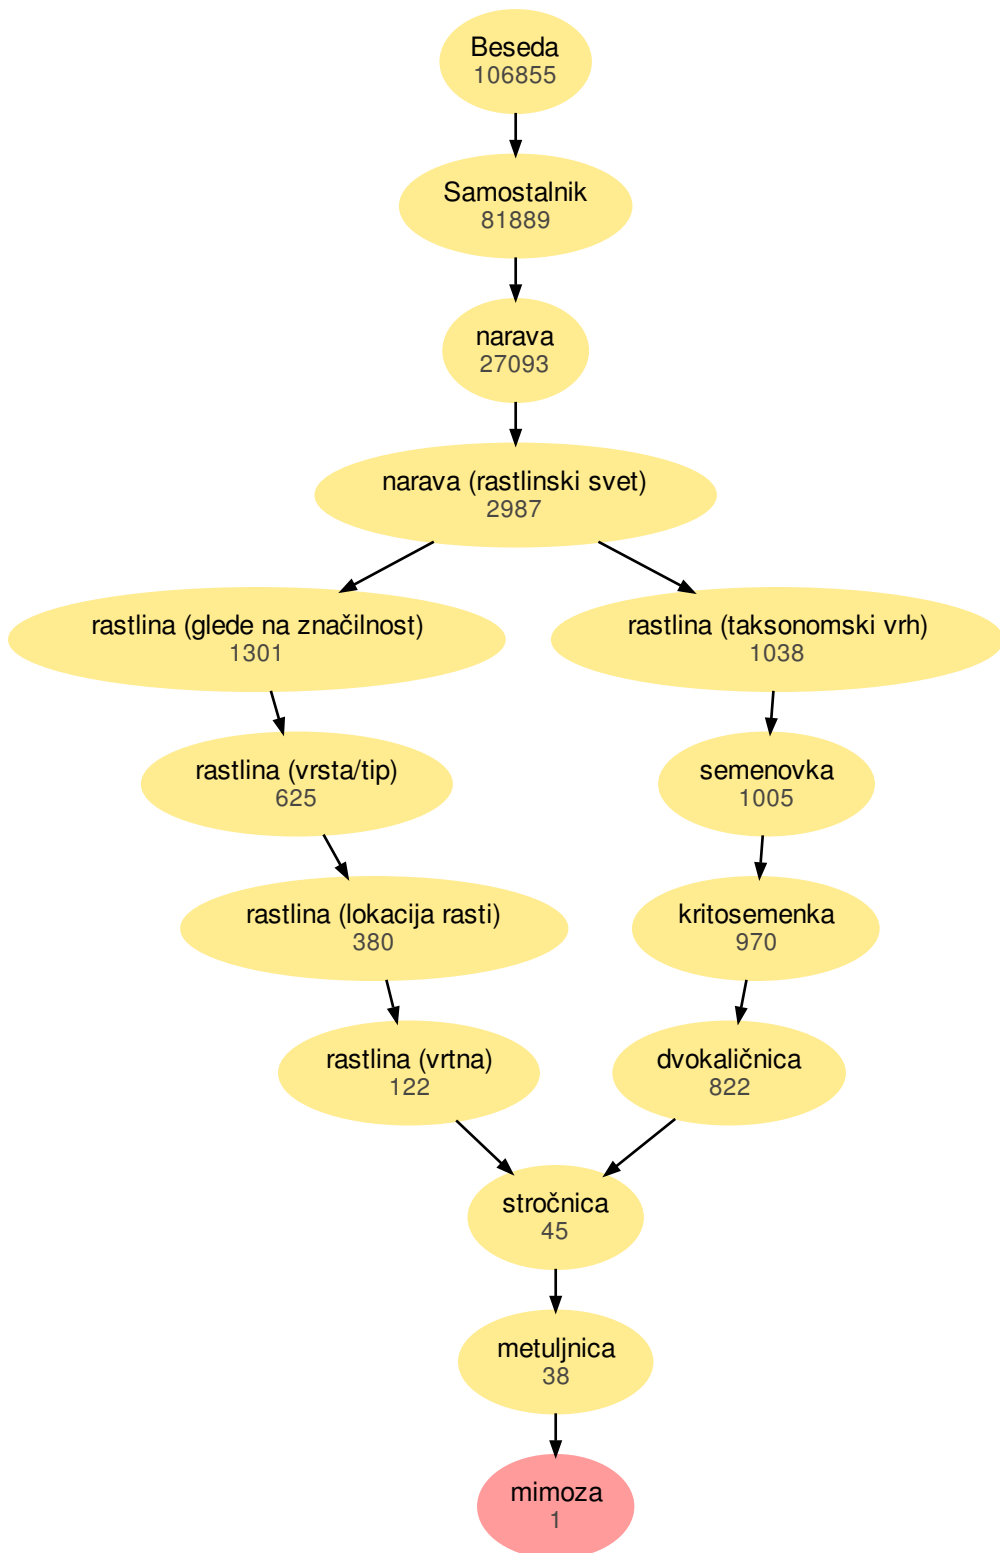 Beseda
106855
Samostalnik
81889
narava
27093
narava (rastlinski svet)
2987
rastlina (glede na značilnost)
1301
rastlina (taksonomski vrh)
1038
rastlina (vrsta/tip)
625
semenovka
1005
rastlina (lokacija rasti)
380
kritosemenka
970
rastlina (vrtna)
122
dvokaličnica
822
stročnica
45
metuljnica
38
mimoza
1